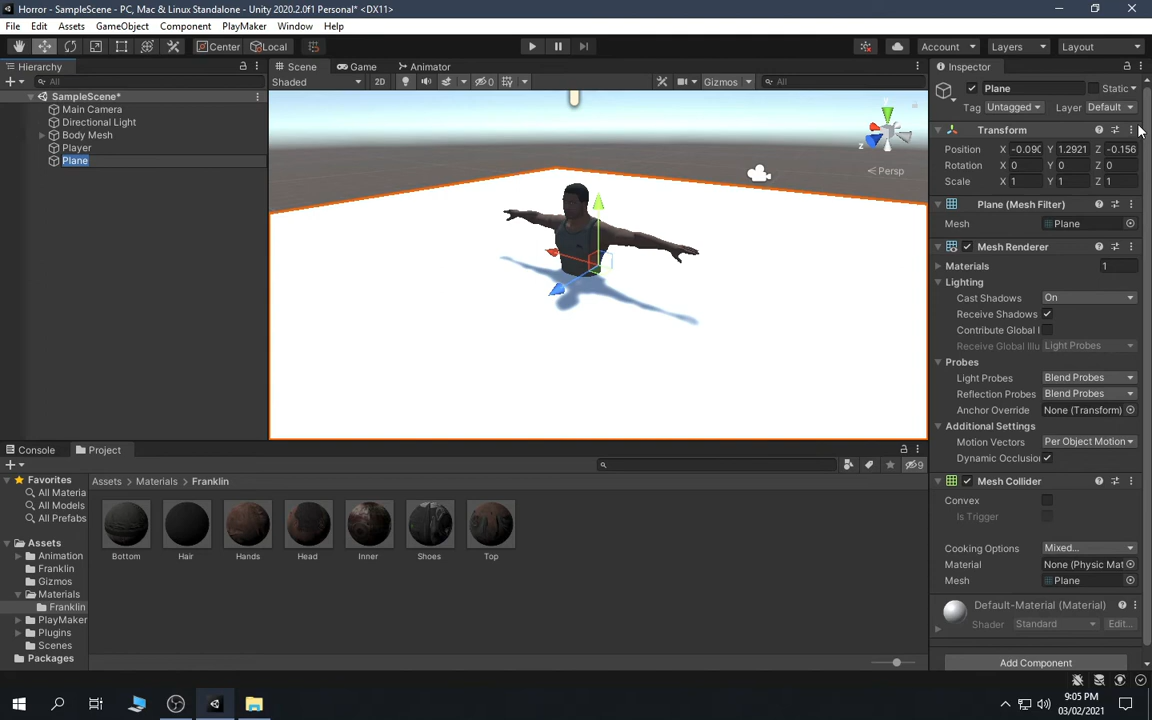 Horror - SampleScene - PC, Mac & Linux Standalone - Unity 2020.2.0f1 Personal* <DX11>
File Edit Assets GameObject Component PlayMaker Window Help
Center Local Account Layers Layout
Hierarchy
All
SampleScene*
Main Camera
Directional Light
Body Mesh
Player
Plane
Scene Game Animator
Shaded 2D 0 Gizmos All
Z
Persp
Inspector
Plane Static
Tag Untagged Layer Default
Transform
Position X -0.090 Y 1.2921 Z -0.156
Rotation X 0 Y 0 Z 0
Scale X 1 Y 1 Z 1
Plane (Mesh Filter)
Mesh Plane
Mesh Renderer
Materials 1
Lighting
Cast Shadows On
Receive Shadows
Contribute Global I
Receive Global Illu Light Probes
Probes
Light Probes Blend Probes
Reflection Probes Blend Probes
Anchor Override None (Transform)
Additional Settings
Motion Vectors Per Object Motion
Dynamic Occlusion
Mesh Collider
Convex
Is Trigger
Cooking Options Mixed...
Material None (Physic Mat
Mesh Plane
Default-Material (Material)
Shader Standard Edit...
Add Component
Console Project
9
Favorites
All Materia
All Models
All Prefabs
Assets
Animation
Franklin
Gizmos
Materials
Franklin
PlayMaker
Plugins
Scenes
Packages
Assets Materials Franklin
Bottom Hair Hands Head Inner Shoes Top
9:05 PM
03/02/2021